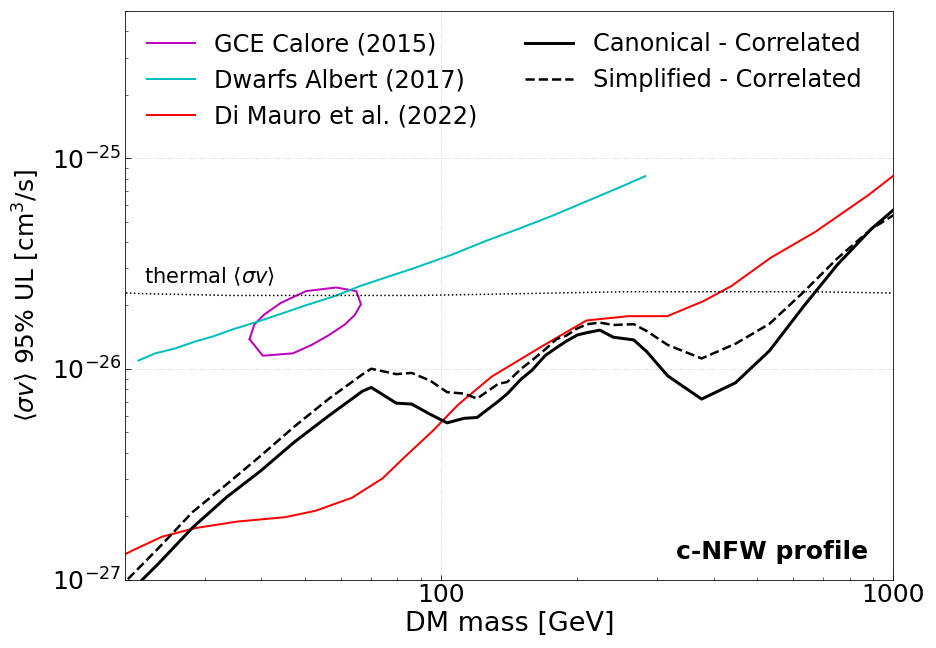 GCE Calore (2015)
Dwarfs Albert (2017)
Di Mauro et al. (2022)
Canonical - Correlated
Simplified - Correlated
10⁻²⁵
10⁻²⁶
10⁻²⁷
⟨σv⟩ 95% UL [cm³/s]
thermal ⟨σv⟩
c-NFW profile
100
1000
DM mass [GeV]